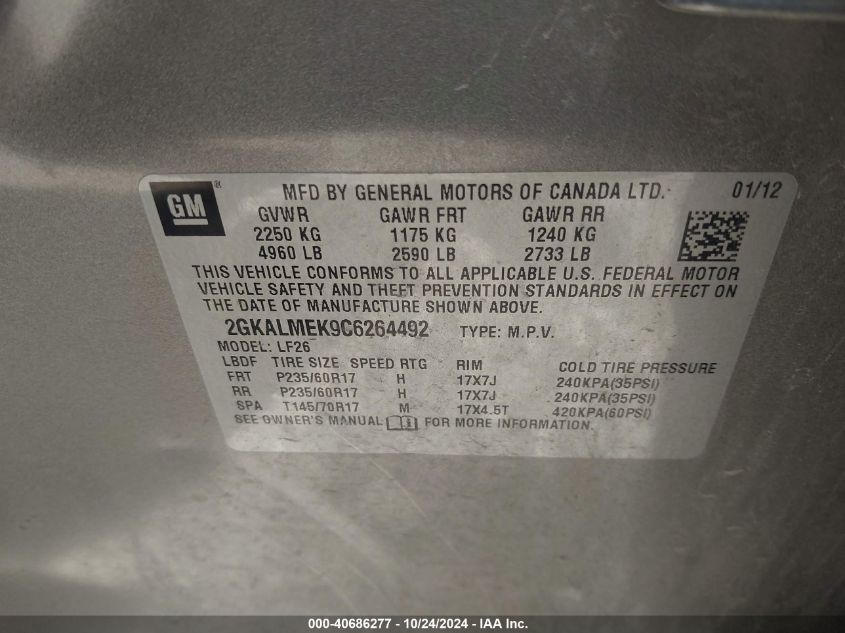 GM®
MFD BY GENERAL MOTORS OF CANADA LTD. 01/12
GVWR GAWR FRT GAWR RR
2250 KG 1175 KG 1240 KG
4960 LB 2590 LB 2733 LB
THIS VEHICLE CONFORMS TO ALL APPLICABLE U.S. FEDERAL MOTOR
VEHICLE SAFETY AND THEFT PREVENTION STANDARDS IN EFFECT ON
THE DATE OF MANUFACTURE SHOWN ABOVE.
2GKALMEK9C6264492 TYPE: M.P.V.
MODEL: LF26
LBDF TIRE SIZE SPEED RTG RIM COLD TIRE PRESSURE
FRT P235/60R17 H 17X7J 240KPA(35PSI)
RR P235/60R17 H 17X7J 240KPA(35PSI)
SPA T145/70R17 M 17X4.5T 420KPA(60PSI)
SEE OWNER'S MANUAL FOR MORE INFORMATION.
000-40686277 - 10/24/2024 - IAA Inc.